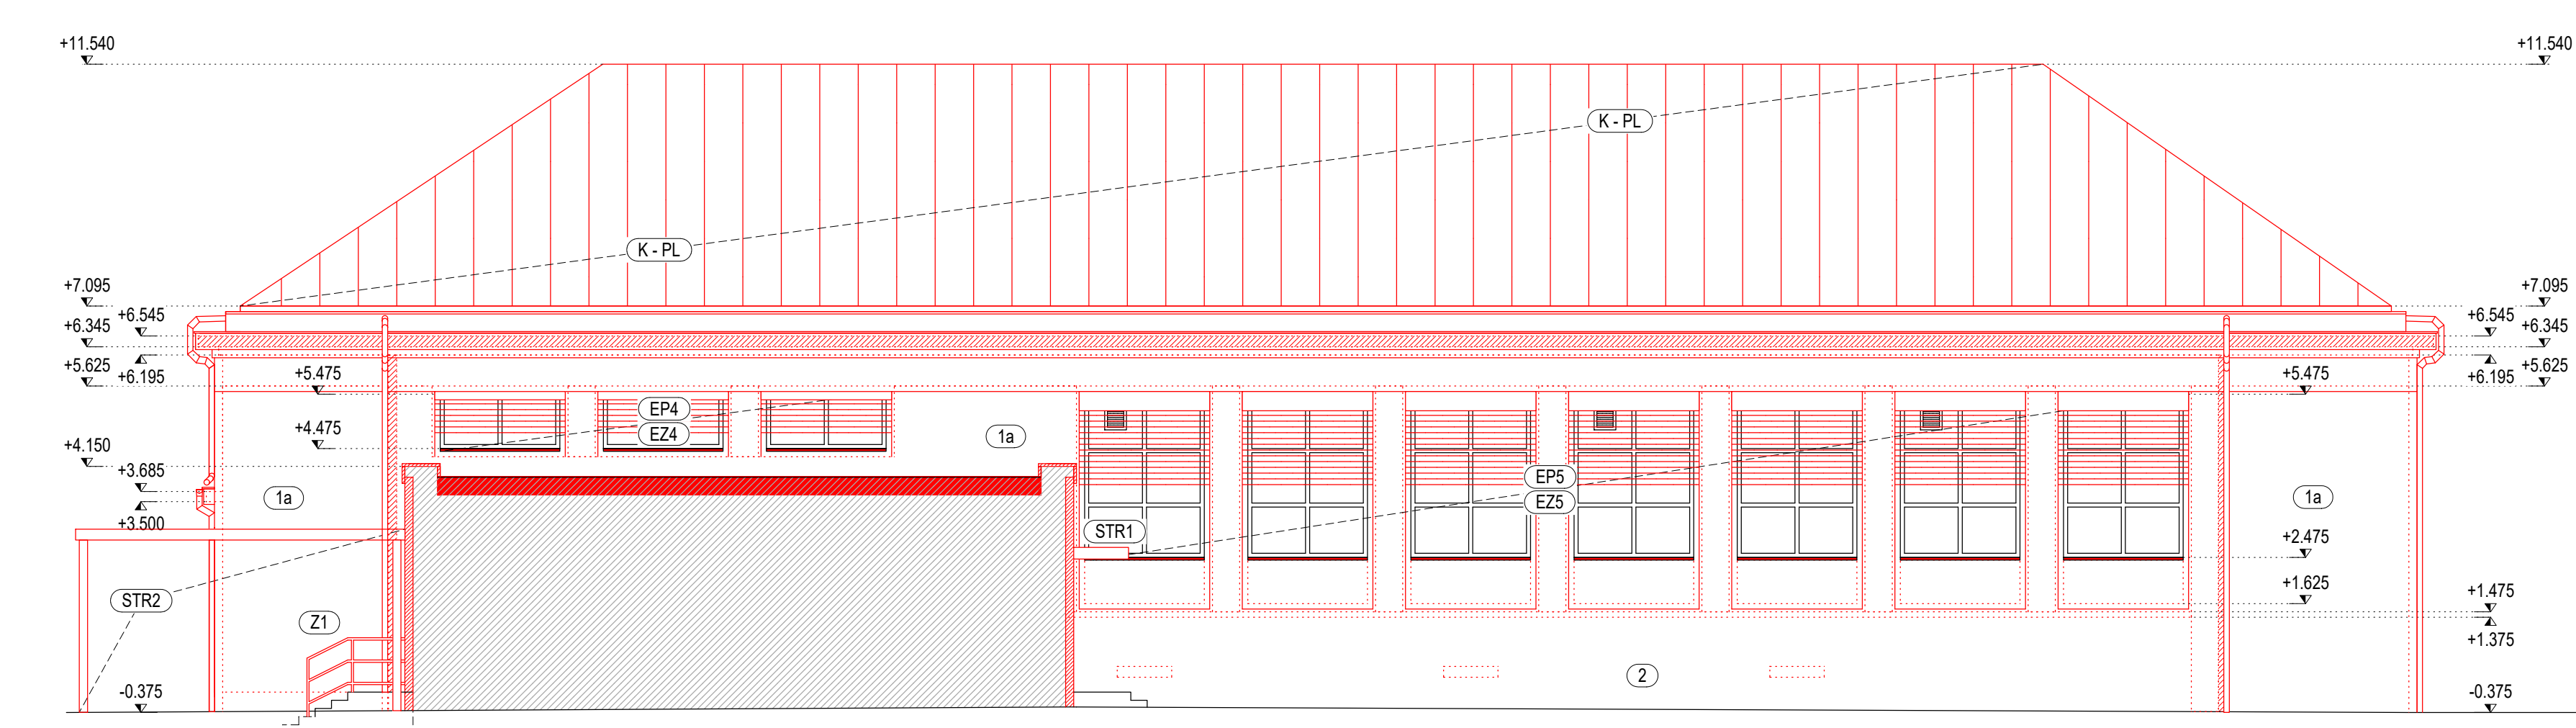 +11.540
+11.540
K - PL
K - PL
+7.095
+7.095
+6.545
+6.545
+6.345
+6.345
+5.625
+6.195
+5.475
+5.475
+6.195
+5.625
EP4
EZ4
+4.475
1a
+4.150
+3.685
1a
EP5
1a
EZ5
+3.500
STR1
+2.475
STR2
+1.625
+1.475
Z1
+1.375
2
-0.375
-0.375